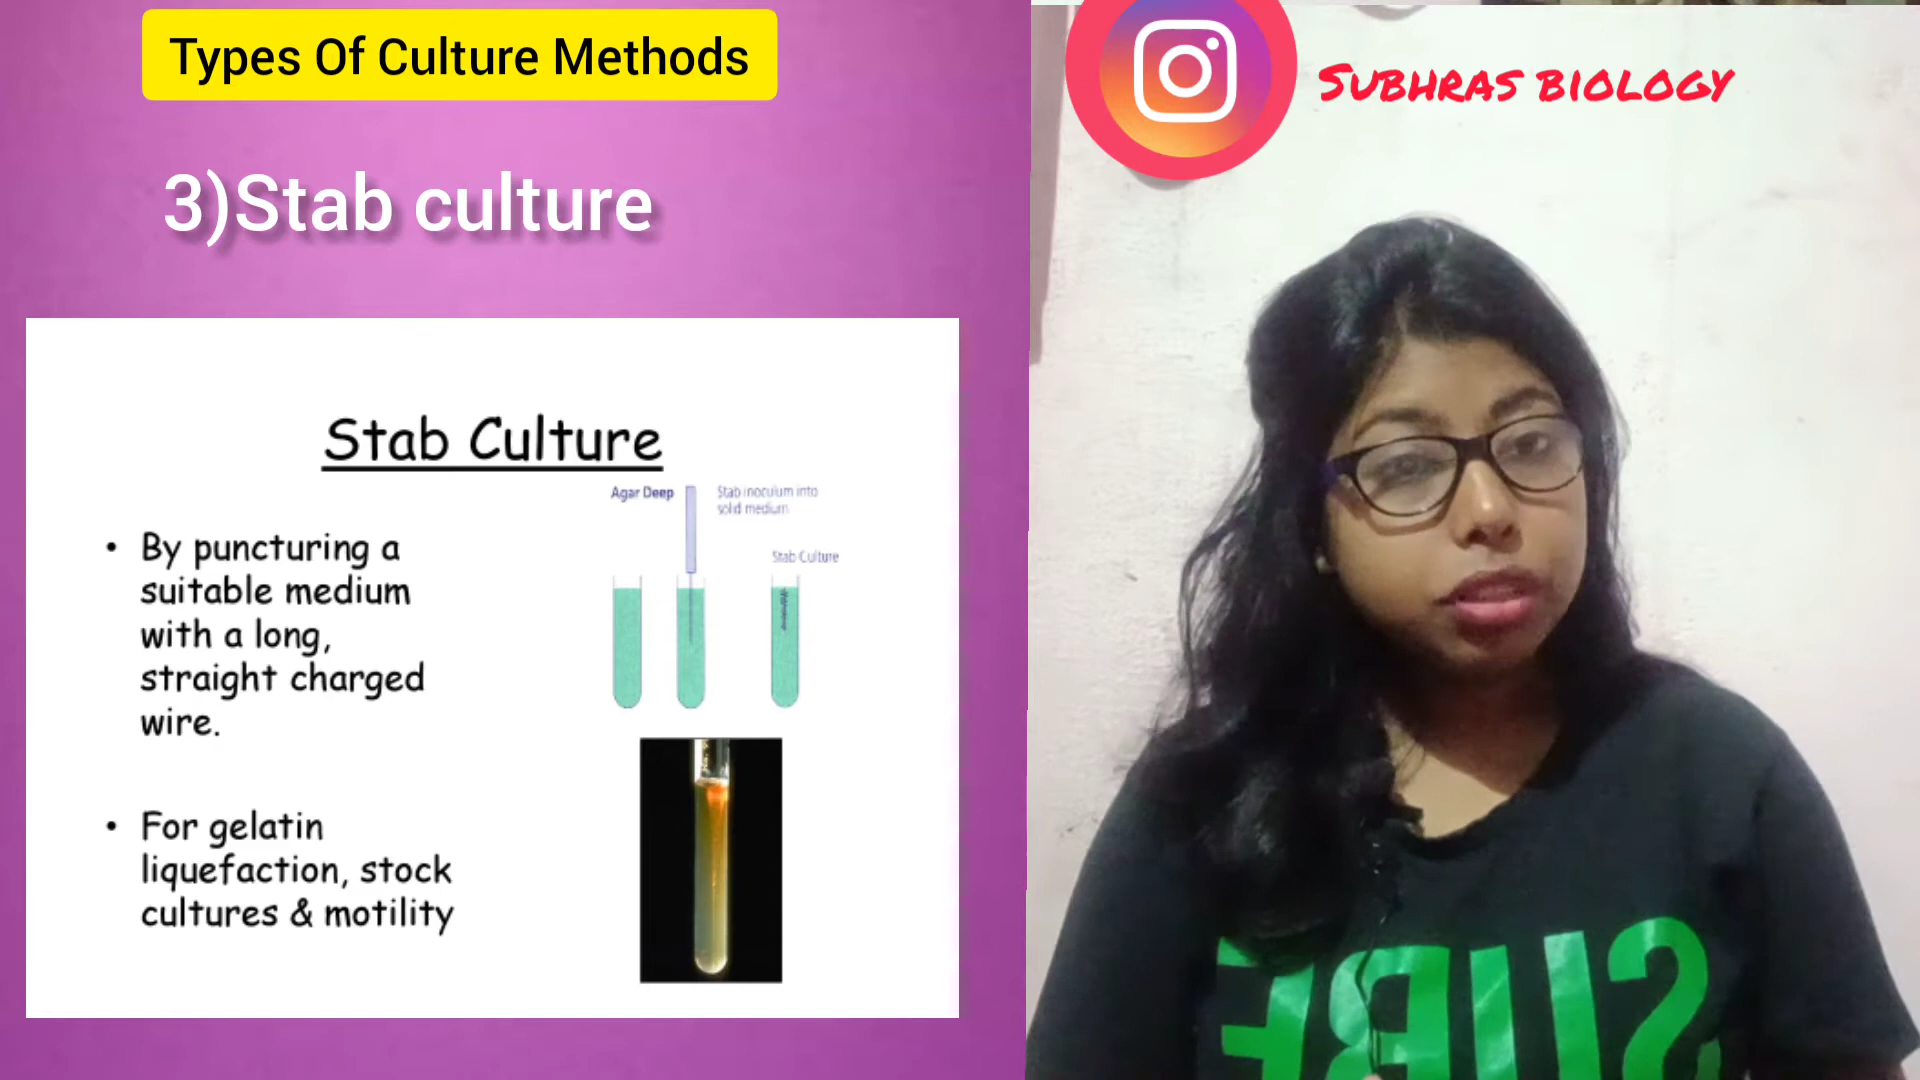 Types Of Culture Methods
SUBHRAS BIOLOGY
3)Stab culture
Stab Culture
Agar Deep
Stab inoculum into
solid medium
Stab Culture
• By puncturing a
suitable medium
with a long,
straight charged
wire.
• For gelatin
liquefaction, stock
cultures & motility